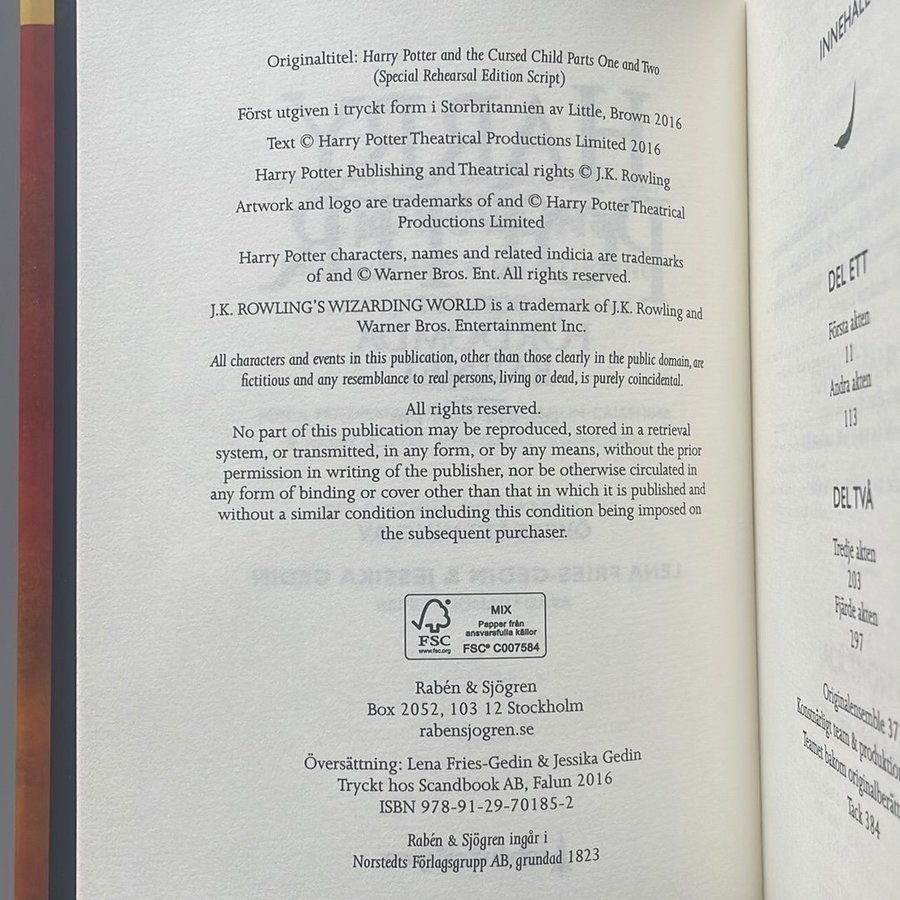 Originaltitel: Harry Potter and the Cursed Child Parts One and Two
(Special Rehearsal Edition Script)
Först utgiven i tryckt form i Storbritannien av Little, Brown 2016
Text © Harry Potter Theatrical Productions Limited 2016
Harry Potter Publishing and Theatrical rights © J.K. Rowling
Artwork and logo are trademarks of and © Harry Potter Theatrical
Productions Limited
Harry Potter characters, names and related indicia are trademarks
of and © Warner Bros. Ent. All rights reserved.
J.K. ROWLING'S WIZARDING WORLD is a trademark of J.K. Rowling and
Warner Bros. Entertainment Inc.
All characters and events in this publication, other than those clearly in the public domain, are
fictitious and any resemblance to real persons, living or dead, is purely coincidental.
All rights reserved.
No part of this publication may be reproduced, stored in a retrieval
system, or transmitted, in any form, or by any means, without the prior
permission in writing of the publisher, nor be otherwise circulated in
any form of binding or cover other than that in which it is published and
without a similar condition including this condition being imposed on
the subsequent purchaser.
FSC
www.fsc.org
MIX
Papper från
ansvarsfulla källor
FSC® C007584
Rabén & Sjögren
Box 2052, 103 12 Stockholm
rabensjogren.se
Översättning: Lena Fries-Gedin & Jessika Gedin
Tryckt hos Scandbook AB, Falun 2016
ISBN 978-91-29-70185-2
Rabén & Sjögren ingår i
Norstedts Förlagsgrupp AB, grundad 1823
DEL ETT
Första akten
11
Andra akten
113
DEL TVÅ
Tredje akten
203
Fjärde akten
297
Originalensemble
Konstnärligt team &
Teamet bakom
Tack 384